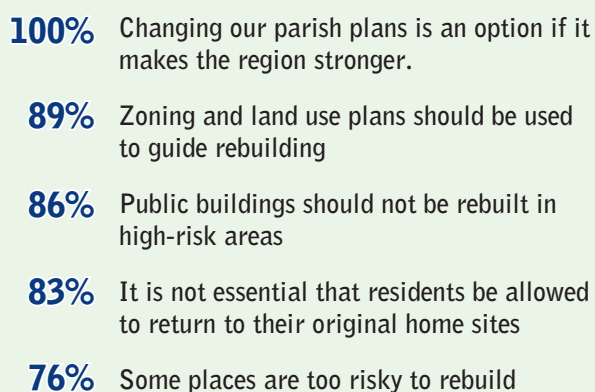 100% Changing our parish plans is an option if it
makes the region stronger.
89% Zoning and land use plans should be used
to guide rebuilding
86% Public buildings should not be rebuilt in
high-risk areas
83% It is not essential that residents be allowed
to return to their original home sites
76% Some places are too risky to rebuild